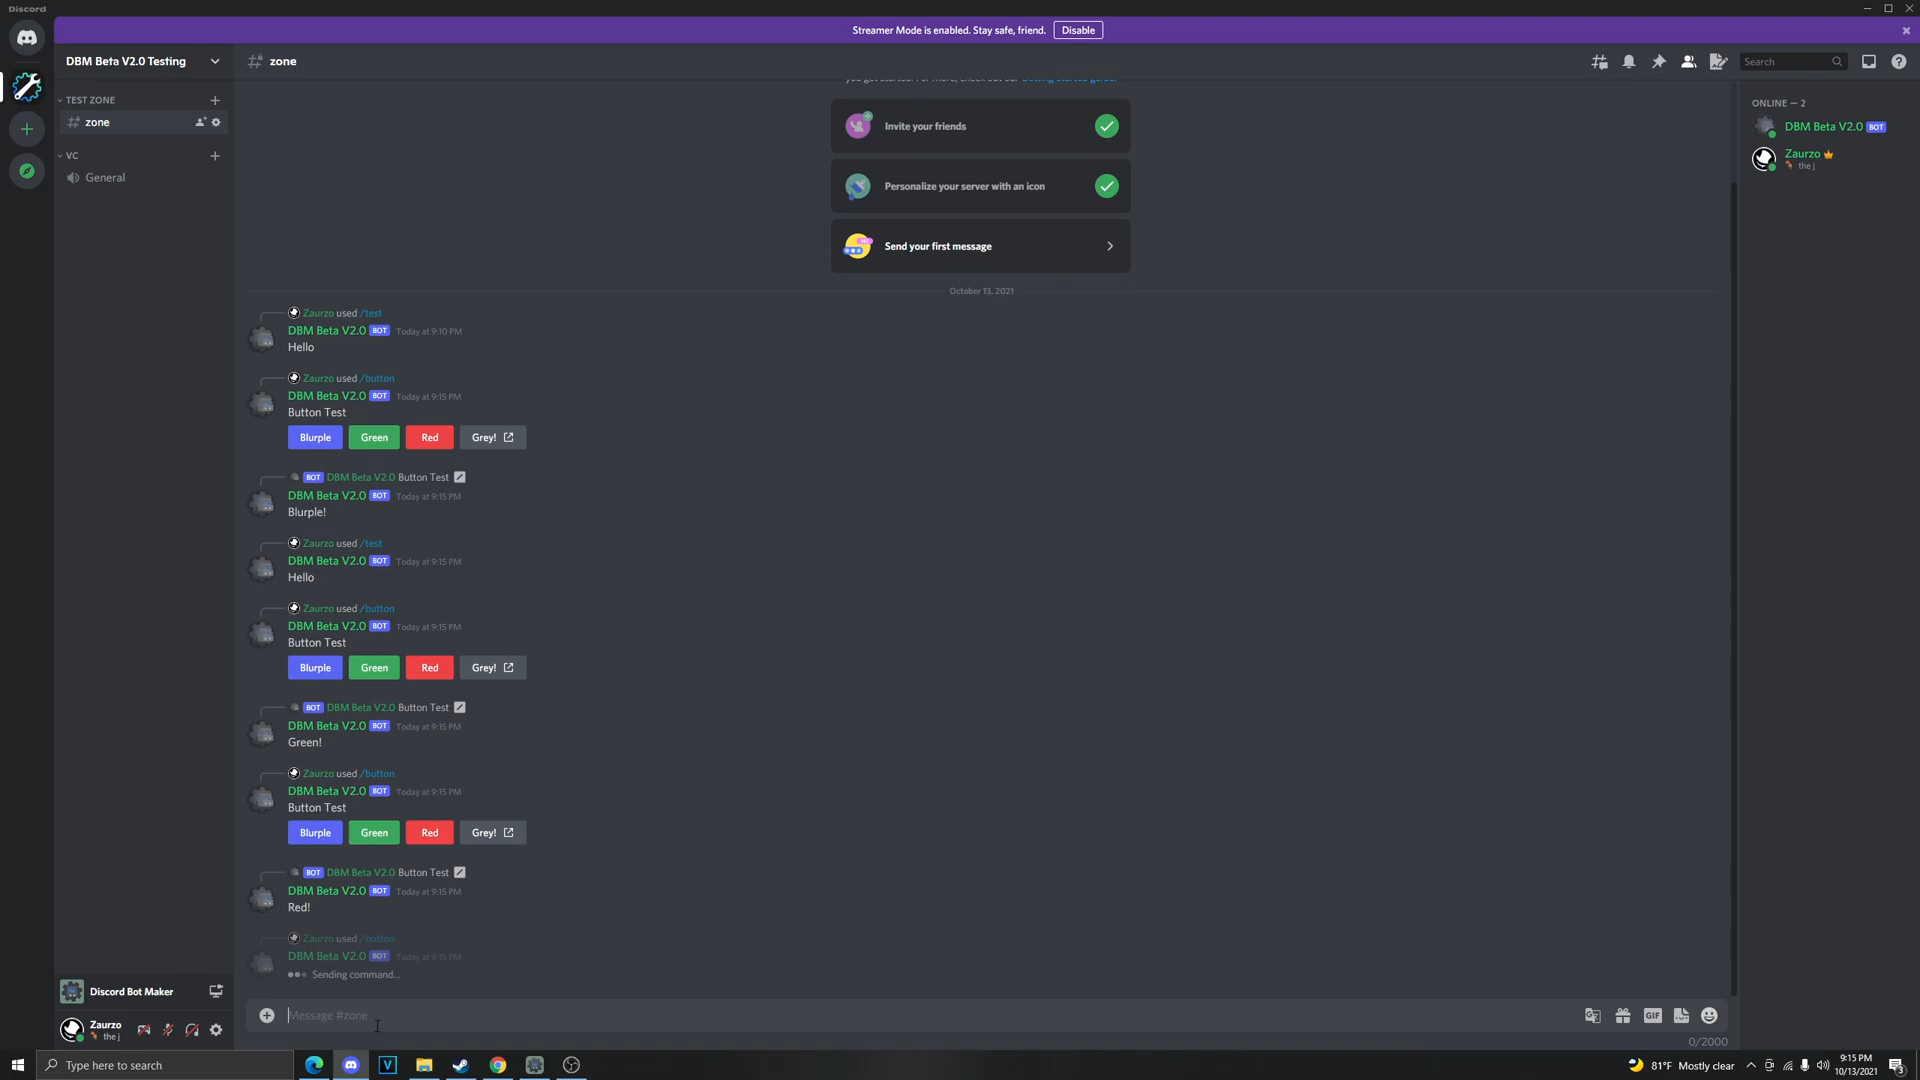 Discord
Streamer Mode is enabled. Stay safe, friend.
Disable
DBM Beta V2.0 Testing
zone
Search
TEST ZONE
zone
VC
General
Invite your friends
Personalize your server with an icon
Send your first message
October 13, 2021
Zaurzo used /test
DBM Beta V2.0 BOT Today at 9:10 PM
Hello
Zaurzo used /button
DBM Beta V2.0 BOT Today at 9:15 PM
Button Test
Blurple Green Red Grey!
BOT DBM Beta V2.0 Button Test
DBM Beta V2.0 BOT Today at 9:15 PM
Blurple!
Zaurzo used /test
DBM Beta V2.0 BOT Today at 9:15 PM
Hello
Zaurzo used /button
DBM Beta V2.0 BOT Today at 9:15 PM
Button Test
Blurple Green Red Grey!
BOT DBM Beta V2.0 Button Test
DBM Beta V2.0 BOT Today at 9:15 PM
Green!
Zaurzo used /button
DBM Beta V2.0 BOT Today at 9:15 PM
Button Test
Blurple Green Red Grey!
BOT DBM Beta V2.0 Button Test
DBM Beta V2.0 BOT Today at 9:15 PM
Red!
Zaurzo used /button
DBM Beta V2.0 BOT Today at 9:15 PM
Sending command...
Message #zone
GIF
0/2000
ONLINE — 2
DBM Beta V2.0 BOT
Zaurzo
the j
Discord Bot Maker
Zaurzo
the j
Type here to search
V
81°F Mostly clear
9:15 PM
10/13/2021
3